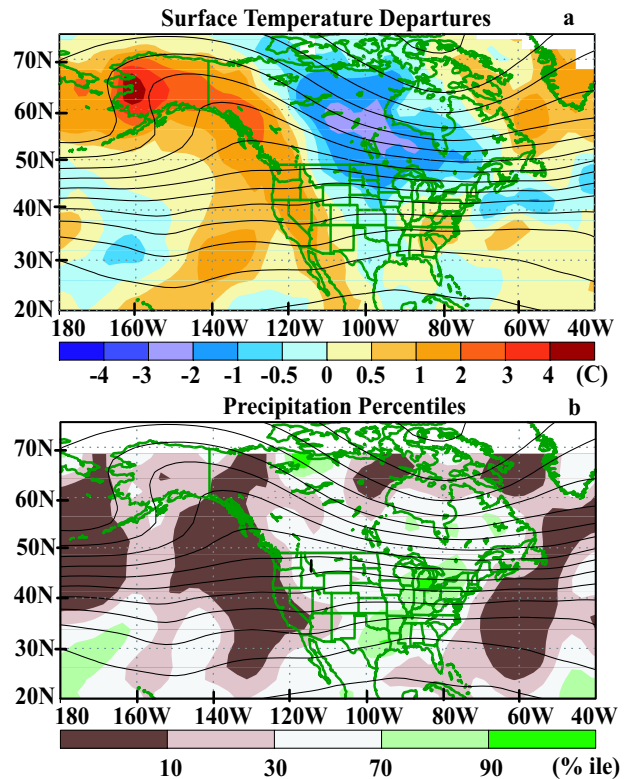 Surface Temperature Departures a
70N
60N
50N
40N
30N
20N
180 160W 140W 120W 100W 80W 60W 40W
-4 -3 -2 -1 -0.5 0 0.5 1 2 3 4 (C)
Precipitation Percentiles b
70N
60N
50N
40N
30N
20N
180 160W 140W 120W 100W 80W 60W 40W
10 30 70 90 (% ile)